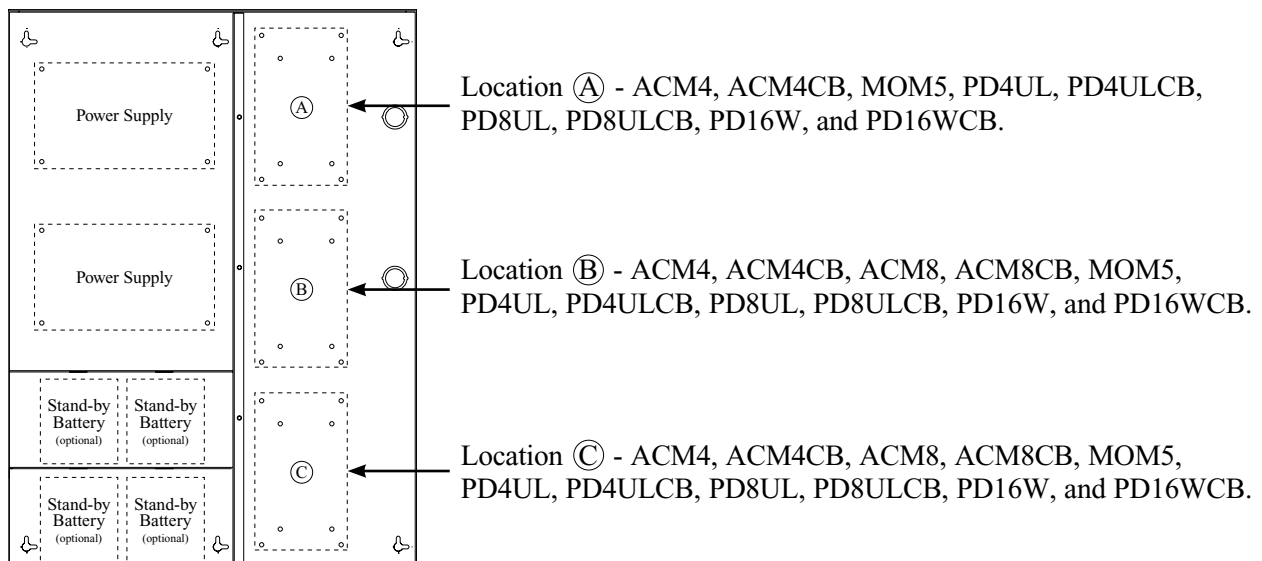 Power Supply
Power Supply
Stand-by
Battery
(optional)
Stand-by
Battery
(optional)
Stand-by
Battery
(optional)
Stand-by
Battery
(optional)
A
B
C
Location Ⓐ - ACM4, ACM4CB, MOM5, PD4UL, PD4ULCB,
PD8UL, PD8ULCB, PD16W, and PD16WCB.
Location Ⓑ - ACM4, ACM4CB, ACM8, ACM8CB, MOM5,
PD4UL, PD4ULCB, PD8UL, PD8ULCB, PD16W, and PD16WCB.
Location Ⓒ - ACM4, ACM4CB, ACM8, ACM8CB, MOM5,
PD4UL, PD4ULCB, PD8UL, PD8ULCB, PD16W, and PD16WCB.